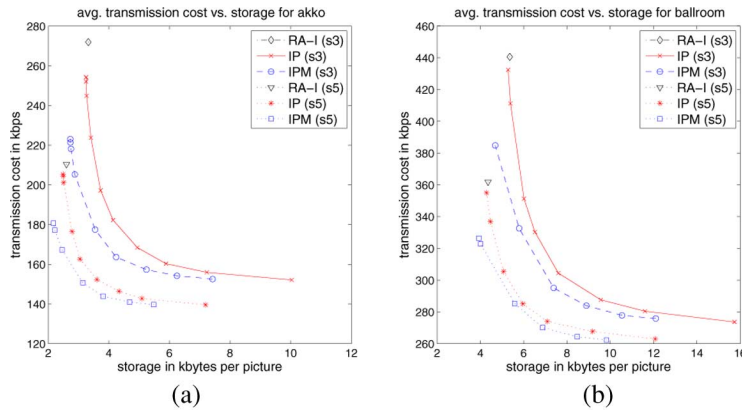 avg. transmission cost vs. storage for akko
280
260
240
220
200
180
160
140
120
transmission cost in kbps
RA-I (s3)
IP (s3)
IPM (s3)
RA-I (s5)
IP (s5)
IPM (s5)
2 4 6 8 10 12
storage in kbytes per picture
(a)
avg. transmission cost vs. storage for ballroom
460
440
420
400
380
360
340
320
300
280
260
transmission cost in kbps
RA-I (s3)
IP (s3)
IPM (s3)
RA-I (s5)
IP (s5)
IPM (s5)
4 6 8 10 12 14 16
storage in kbytes per picture
(b)